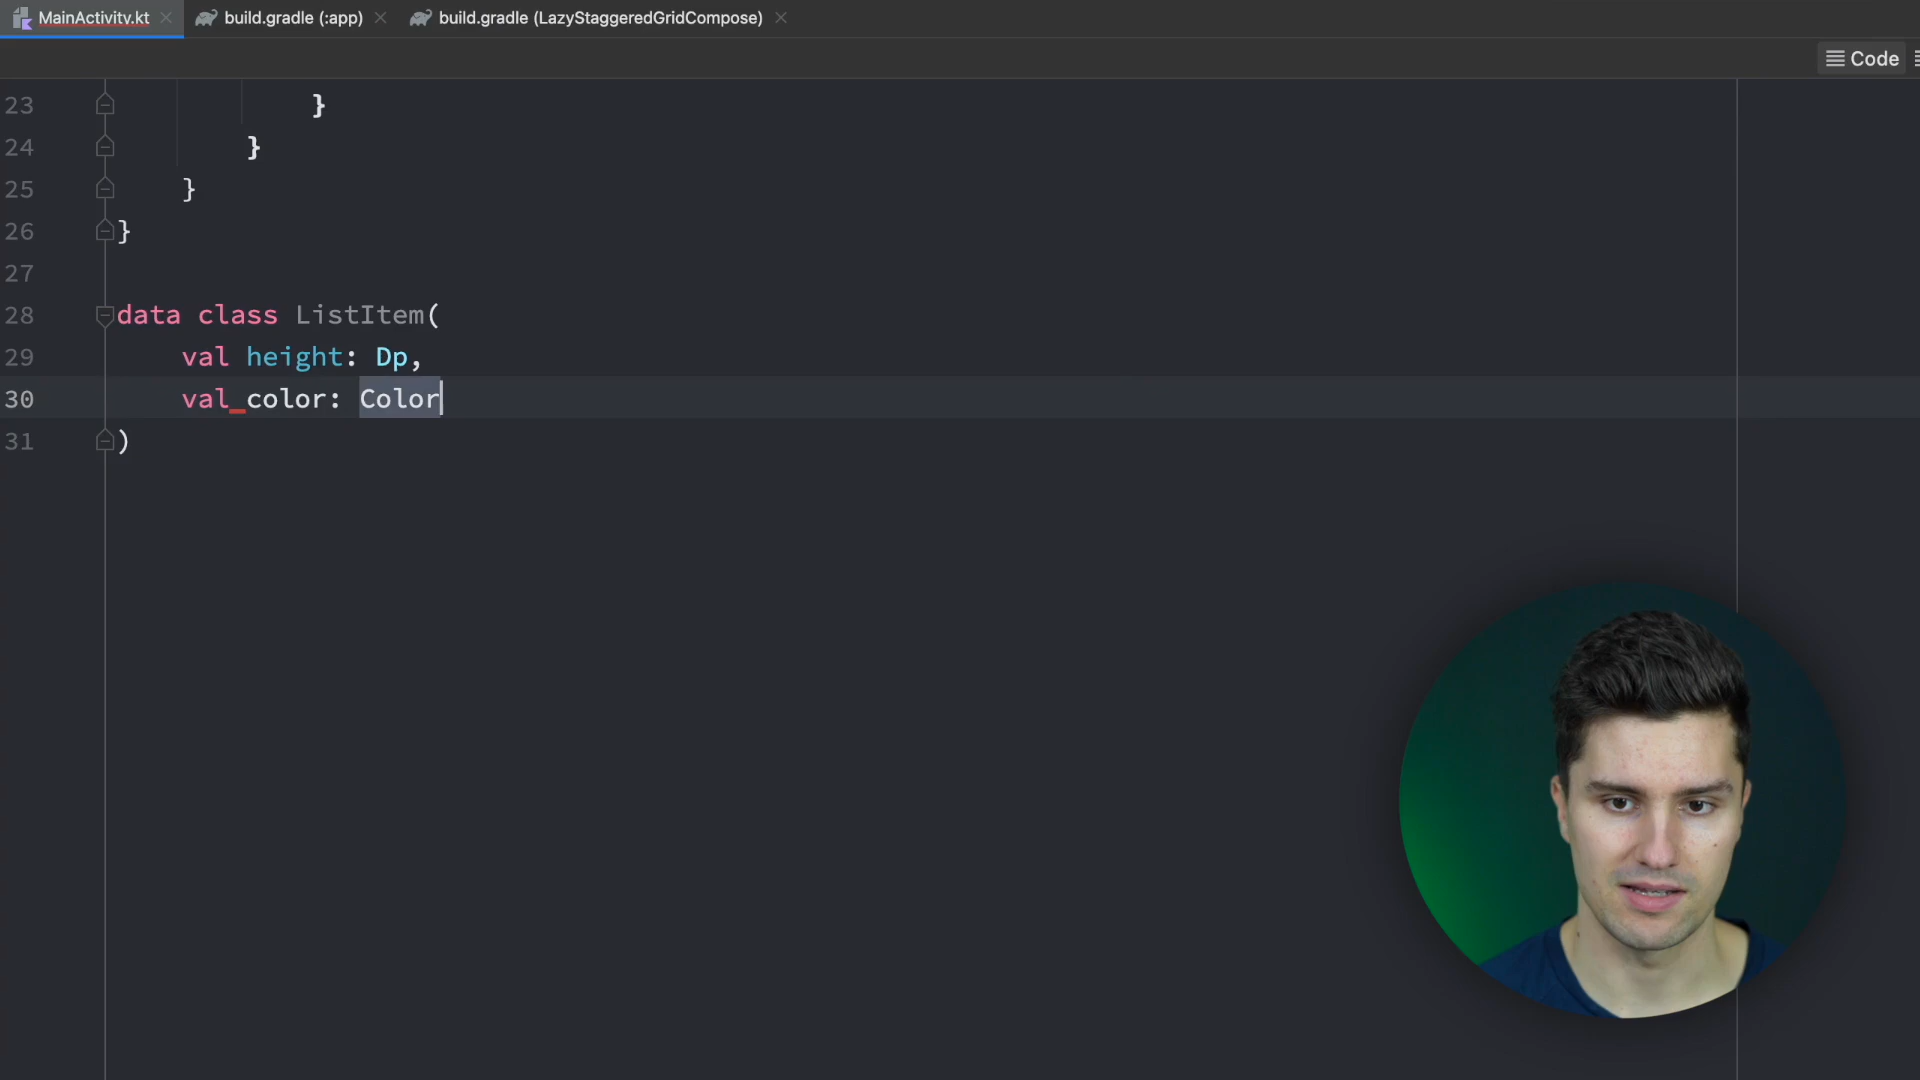 MainActivity.kt
build.gradle (:app)
build.gradle (LazyStaggeredGridCompose)
Code
23 }
24 }
25 }
26 }
27
28 data class ListItem(
29 val height: Dp,
30 val color: Color
31 )